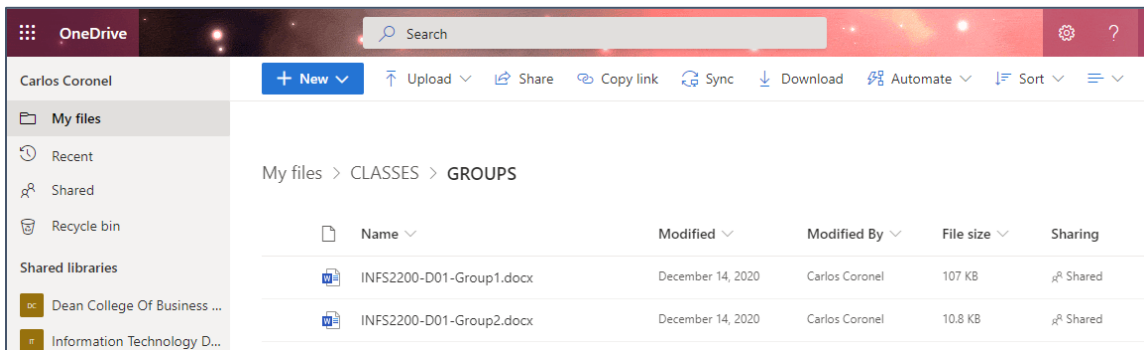 OneDrive
Search
?
Carlos Coronel
New
Upload
Share
Copy link
Sync
Download
Automate
Sort
My files
Recent
Shared
Recycle bin
Shared libraries
DC Dean College Of Business ...
IT Information Technology D...
My files > CLASSES > GROUPS
Name Modified Modified By File size Sharing
INFS2200-D01-Group1.docx December 14, 2020 Carlos Coronel 107 KB Shared
INFS2200-D01-Group2.docx December 14, 2020 Carlos Coronel 10.8 KB Shared